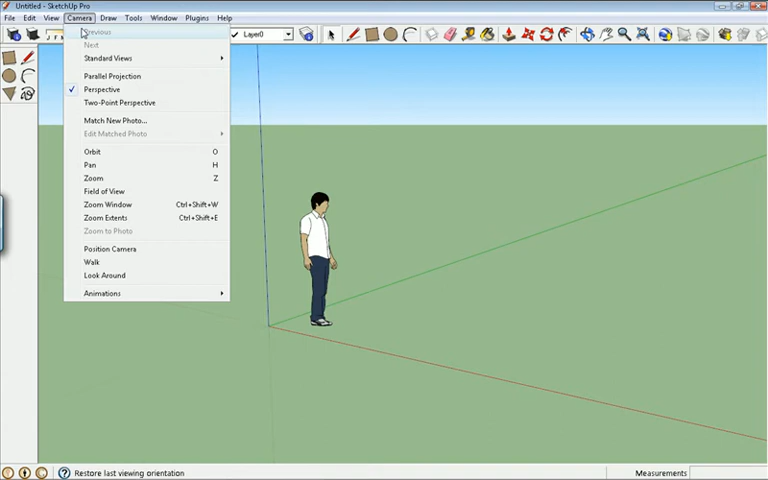 Untitled - SketchUp Pro
File Edit View Camera Draw Tools Window Plugins Help
Layer0
Previous
Next
Standard Views
Parallel Projection
Perspective
Two-Point Perspective
Match New Photo...
Edit Matched Photo
Orbit O
Pan H
Zoom Z
Field of View
Zoom Window Ctrl+Shift+W
Zoom Extents Ctrl+Shift+E
Zoom to Photo
Position Camera
Walk
Look Around
Animations
Restore last viewing orientation
Measurements